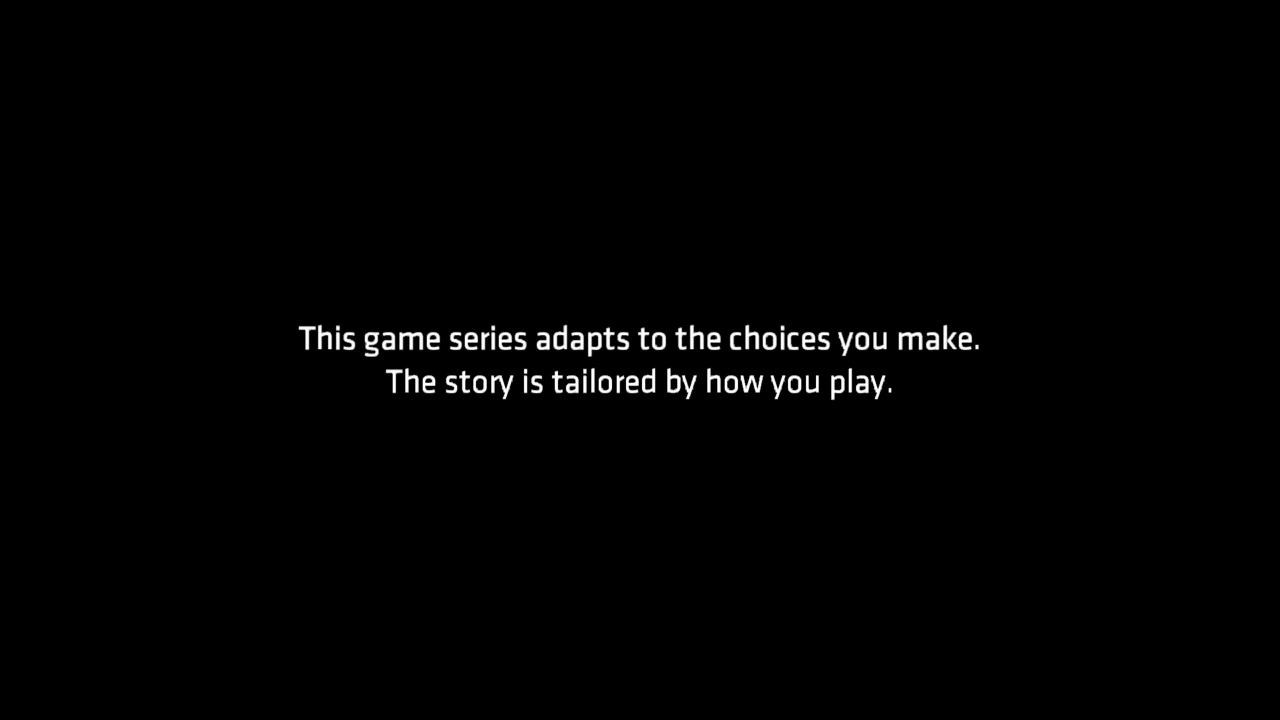 This game series adapts to the choices you make.
The story is tailored by how you play.